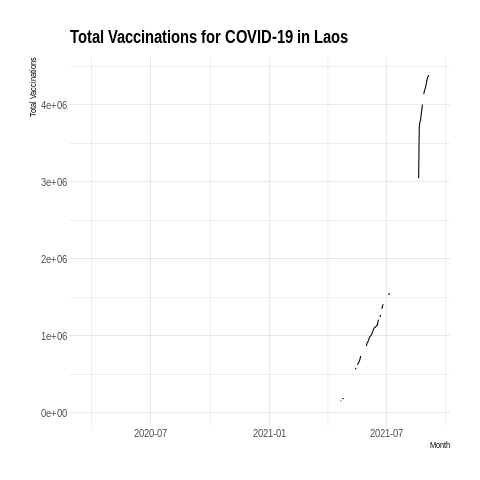 Total Vaccinations for COVID-19 in Laos
Total Vaccinations
4e+06
3e+06
2e+06
1e+06
0e+00
2020-07 2021-01 2021-07
Month